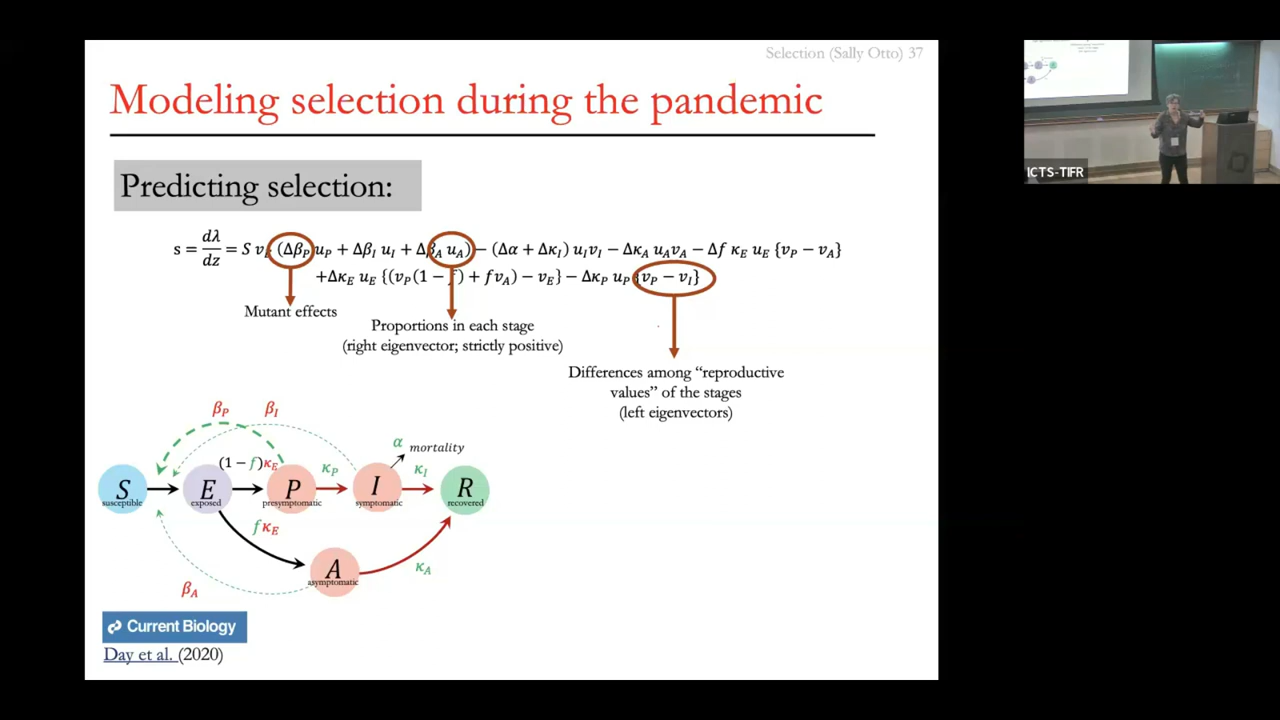 Selection (Sally Otto) 37
Modeling selection during the pandemic
Predicting selection:
s = dλ/dz = S v_E (Δβ_P u_P + Δβ_I u_I + Δβ_A u_A) − (Δα + Δκ_I) u_I v_I − Δκ_A u_A v_A − Δf κ_E u_E {v_P − v_A}
+Δκ_E u_E {(v_P(1 − f) + f v_A) − v_E} − Δκ_P u_P {v_P − v_I}
Mutant effects
Proportions in each stage
(right eigenvector; strictly positive)
Differames among “reproductive
values” of the stages
(left eigenvectors)
β_P
β_I
α mortality
(1 − f)κ_E
κ_P
κ_I
S
susceptible
E
exposed
P
presymptomatic
I
symptomatic
R
recovered
fκ_E
A
asymptomatic
κ_A
β_A
Current Biology
Day et al. (2020)
ICTS-TIFR